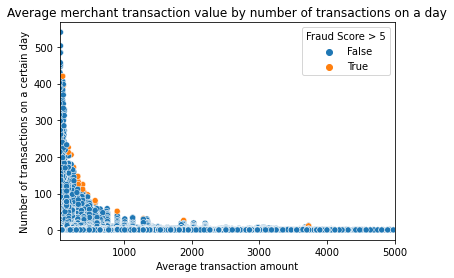 Average merchant transaction value by number of transactions on a day
Number of transactions on a certain day
500
400
300
200
100
0
Fraud Score > 5
False
True
1000
2000
3000
4000
5000
Average transaction amount